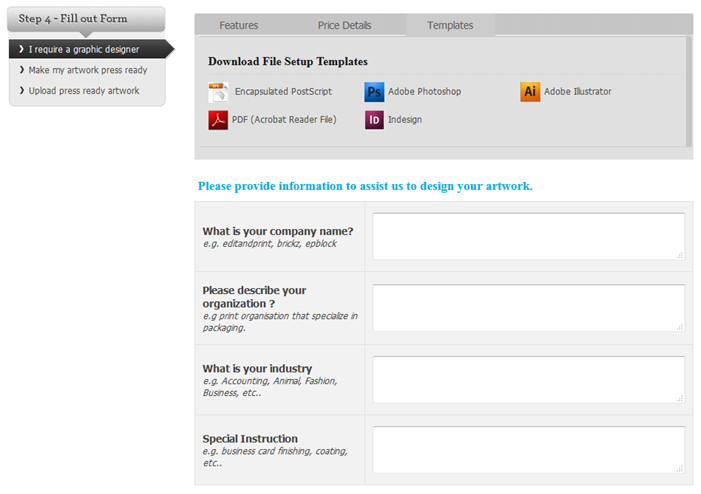 Step 4 - Fill out Form
I require a graphic designer
Make my artwork press ready
Upload press ready artwork
Features
Price Details
Templates
Download File Setup Templates
Encapsulated PostScript
Ps
Adobe Photoshop
Ai
Adobe Illustrator
PDF (Acrobat Reader File)
ID
Indesign
Please provide information to assist us to design your artwork.
What is your company name?
e.g. editandprint, brickz, epblock
Please describe your
organization ?
e.g print organisation that specialize in
packaging.
What is your industry
e.g. Accounting, Animal, Fashion,
Business, etc..
Special Instruction
e.g. business card finishing, coating,
etc..